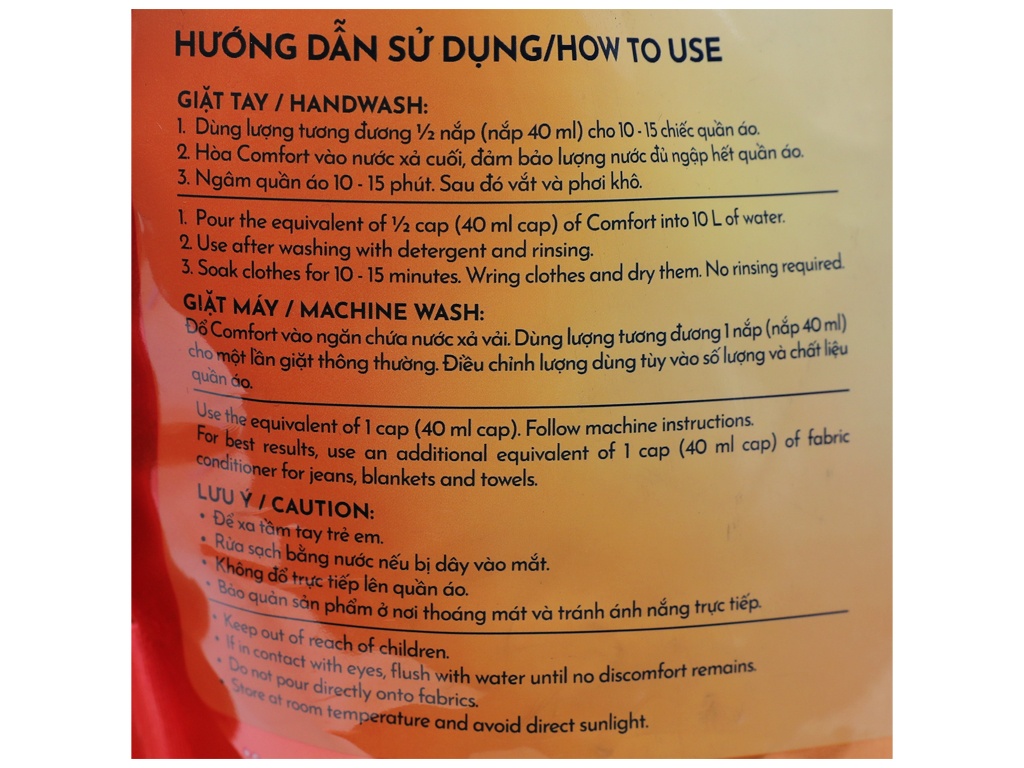 HƯỚNG DẪN SỬ DỤNG/HOW TO USE
GIẶT TAY / HANDWASH:
1. Dùng lượng tương đương ½ nắp (nắp 40 ml) cho 10 - 15 chiếc quần áo.
2. Hòa Comfort vào nước xả cuối, đảm bảo lượng nước đủ ngập hết quần áo.
3. Ngâm quần áo 10 - 15 phút. Sau đó vắt và phơi khô.
1. Pour the equivalent of ½ cap (40 ml cap) of Comfort into 10 L of water.
2. Use after washing with detergent and rinsing.
3. Soak clothes for 10 - 15 minutes. Wring clothes and dry them. No rinsing required.
GIẶT MÁY / MACHINE WASH:
Đổ Comfort vào ngăn chứa nước xả vải. Dùng lượng tương đương 1 nắp (nắp 40 ml)
cho một lần giặt thông thường. Điều chỉnh lượng dùng tùy vào số lượng và chất liệu
quần áo.
Use the equivalent of 1 cap (40 ml cap). Follow machine instructions.
For best results, use an additional equivalent of 1 cap (40 ml cap) of fabric
conditioner for jeans, blankets and towels.
LƯU Ý / CAUTION:
• Để xa tầm tay trẻ em.
• Rửa sạch bằng nước nếu bị dây vào mắt.
• Không đổ trực tiếp lên quần áo.
• Bảo quản sản phẩm ở nơi thoáng mát và tránh ánh nắng trực tiếp.
• Keep out of reach of children.
• If in contact with eyes, flush with water until no discomfort remains.
• Do not pour directly onto fabrics.
• Store at room temperature and avoid direct sunlight.